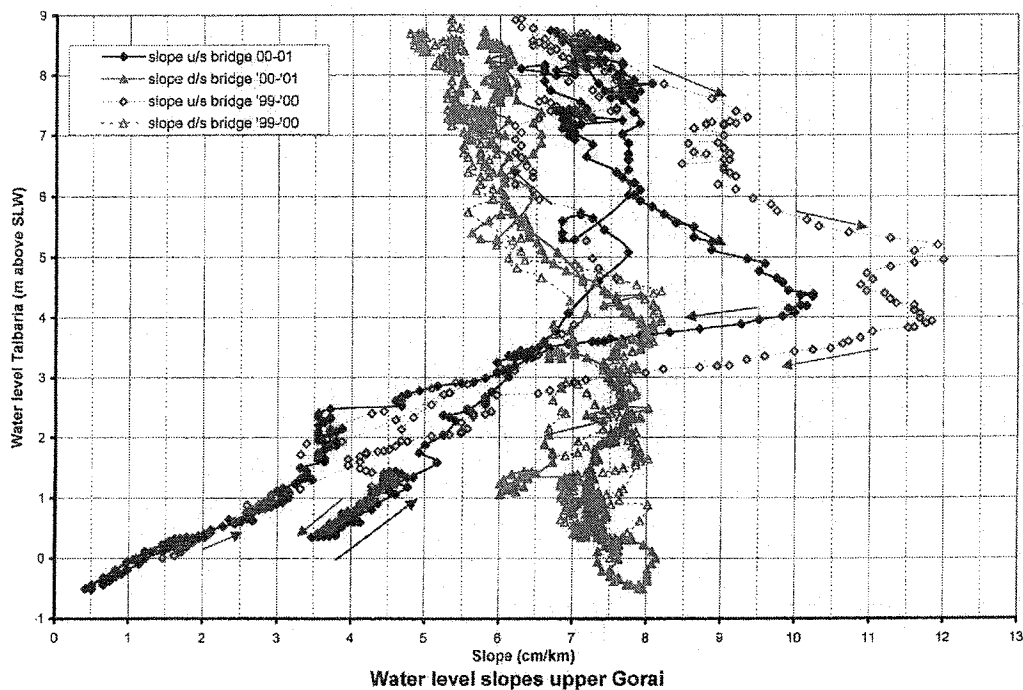 9
8
7
6
5
4
3
2
1
0
-1
Water level Talbaria (m above SLW)
slope u/s bridge 00-01
slope d/s bridge '00-'01
slope u/s bridge '99-'00
slope d/s bridge '99-'00
0 1 2 3 4 5 6 7 8 9 10 11 12 13
Slope (cm/km)
Water level slopes upper Gorai